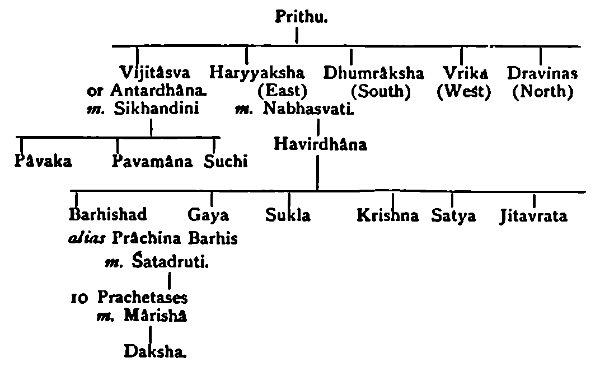 Prithu.
Vijitâsva Haryyaksha Dhumrâksha Vrika Dravinas
or Antardhâna. (East) (South) (West) (North)
m. Sikhandini m. Nabhasvati.
Pâvaka Pavamâna Suchi Havirdhâna
Barhishad Gaya Sukla Krishna Satya Jitavrata
alias Prâchina Barhis
m. Śatadruti.
10 Prachetases
m. Mârishâ
Daksha.